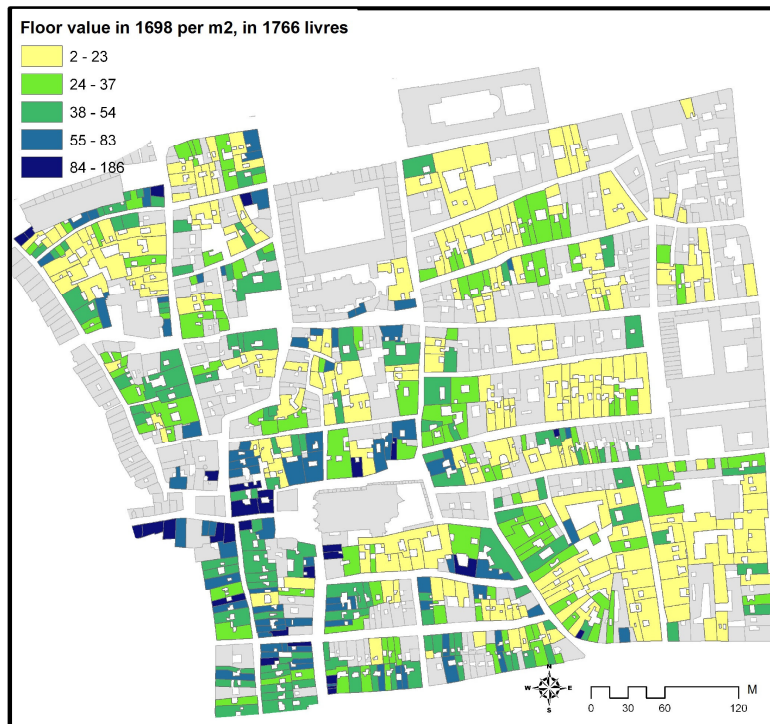 Floor value in 1698 per m2, in 1766 livres
2 - 23
24 - 37
38 - 54
55 - 83
84 - 186
N
W E
S
M
0 30 60 120